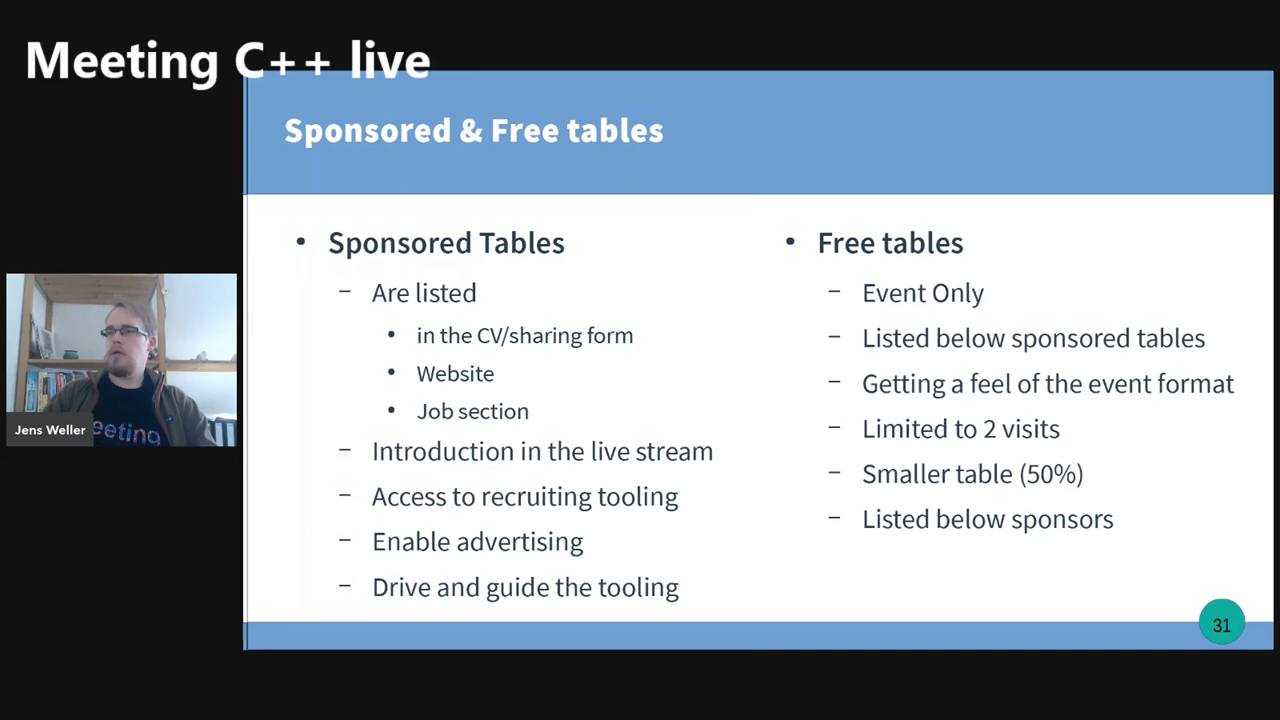 Meeting C++ live
Sponsored & Free tables
• Sponsored Tables
– Are listed
• in the CV/sharing form
• Website
• Job section
– Introduction in the live stream
– Access to recruiting tooling
– Enable advertising
– Drive and guide the tooling
• Free tables
– Event Only
– Listed below sponsored tables
– Getting a feel of the event format
– Limited to 2 visits
– Smaller table (50%)
– Listed below sponsors
31
Jens Weller
eeting